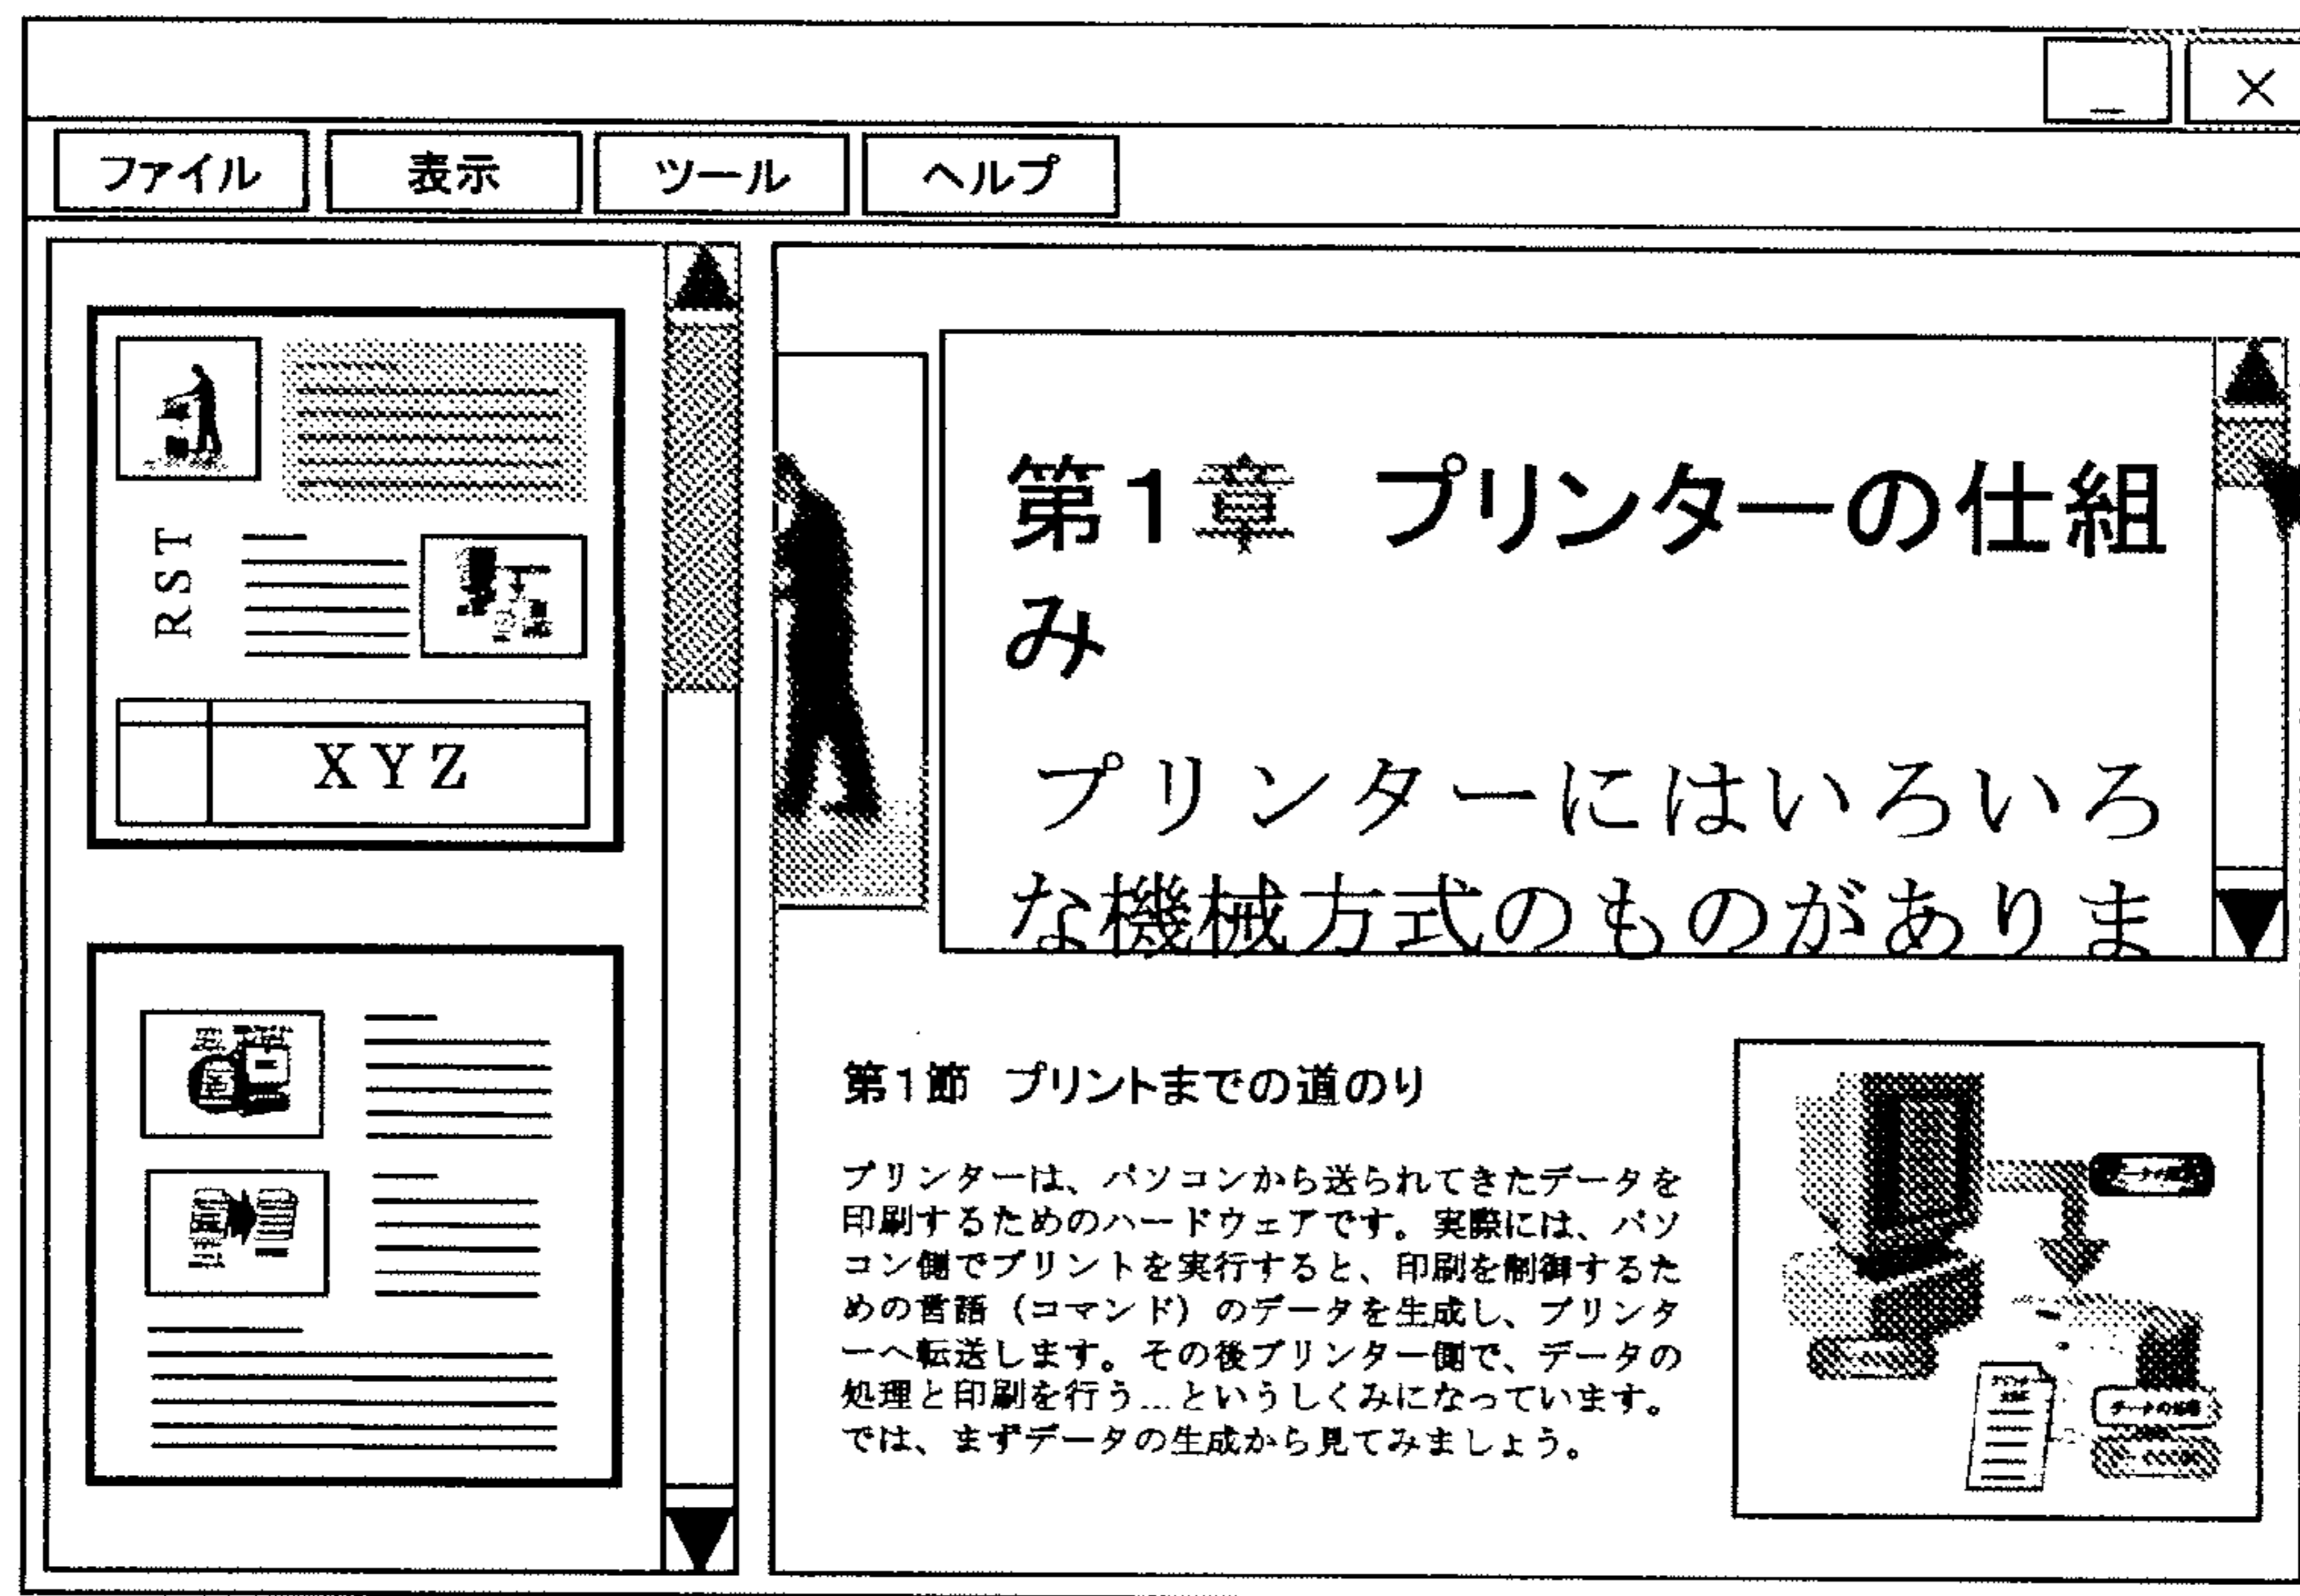 ファイル 表示 ツール ヘルプ
RST
XYZ
第1章 プリンターの仕組
み
プリンターにはいろいろ
な機械方式のものがありま
第1節 プリントまでの道のり
プリンターは、パソコンから送られてきたデータを
印刷するためのハードウェアです。実際には、パソ
コン側でプリントを実行すると、印刷を制御するた
めの言語（コマンド）のデータを生成し、プリンタ
ーへ転送します。その後プリンター側で、データの
処理と印刷を行う…というしくみになっています。
では、まずデータの生成から見てみましょう。